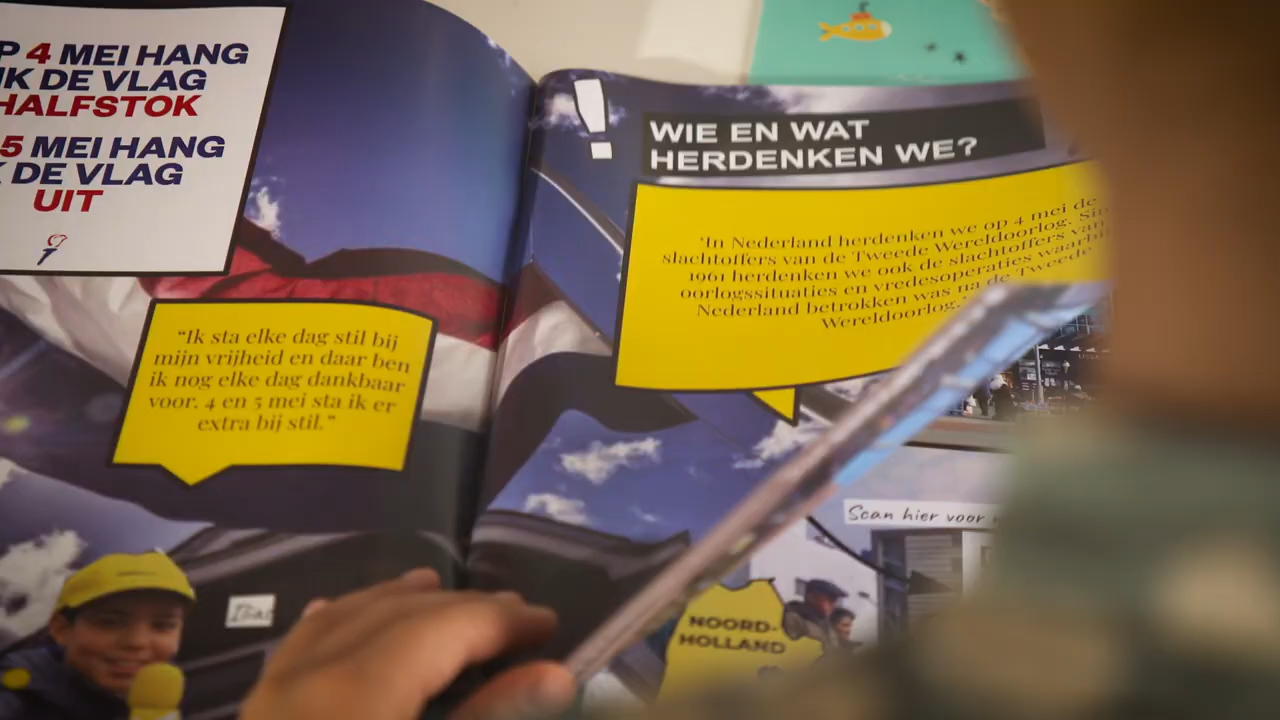 P 4 MEI HANG
IK DE VLAG
HALFSTOK
5 MEI HANG
K DE VLAG
UIT
"Ik sta elke dag stil bij
mijn vrijheid en daar ben
ik nog elke dag dankbaar
voor. 4 en 5 mei sta ik er
extra bij stil."
WIE EN WAT
HERDENKEN WE?
'In Nederland herdenken we op 4 mei de
slachtoffers van de Tweede Wereldoorlog. Sin
1961 herdenken we ook de slachtoffers van
oorlogssituaties en vredesoperaties waarbij
Nederland betrokken was na de Tweede
Wereldoorlog.'
Scan hier voor
NOORD-
HOLLAND